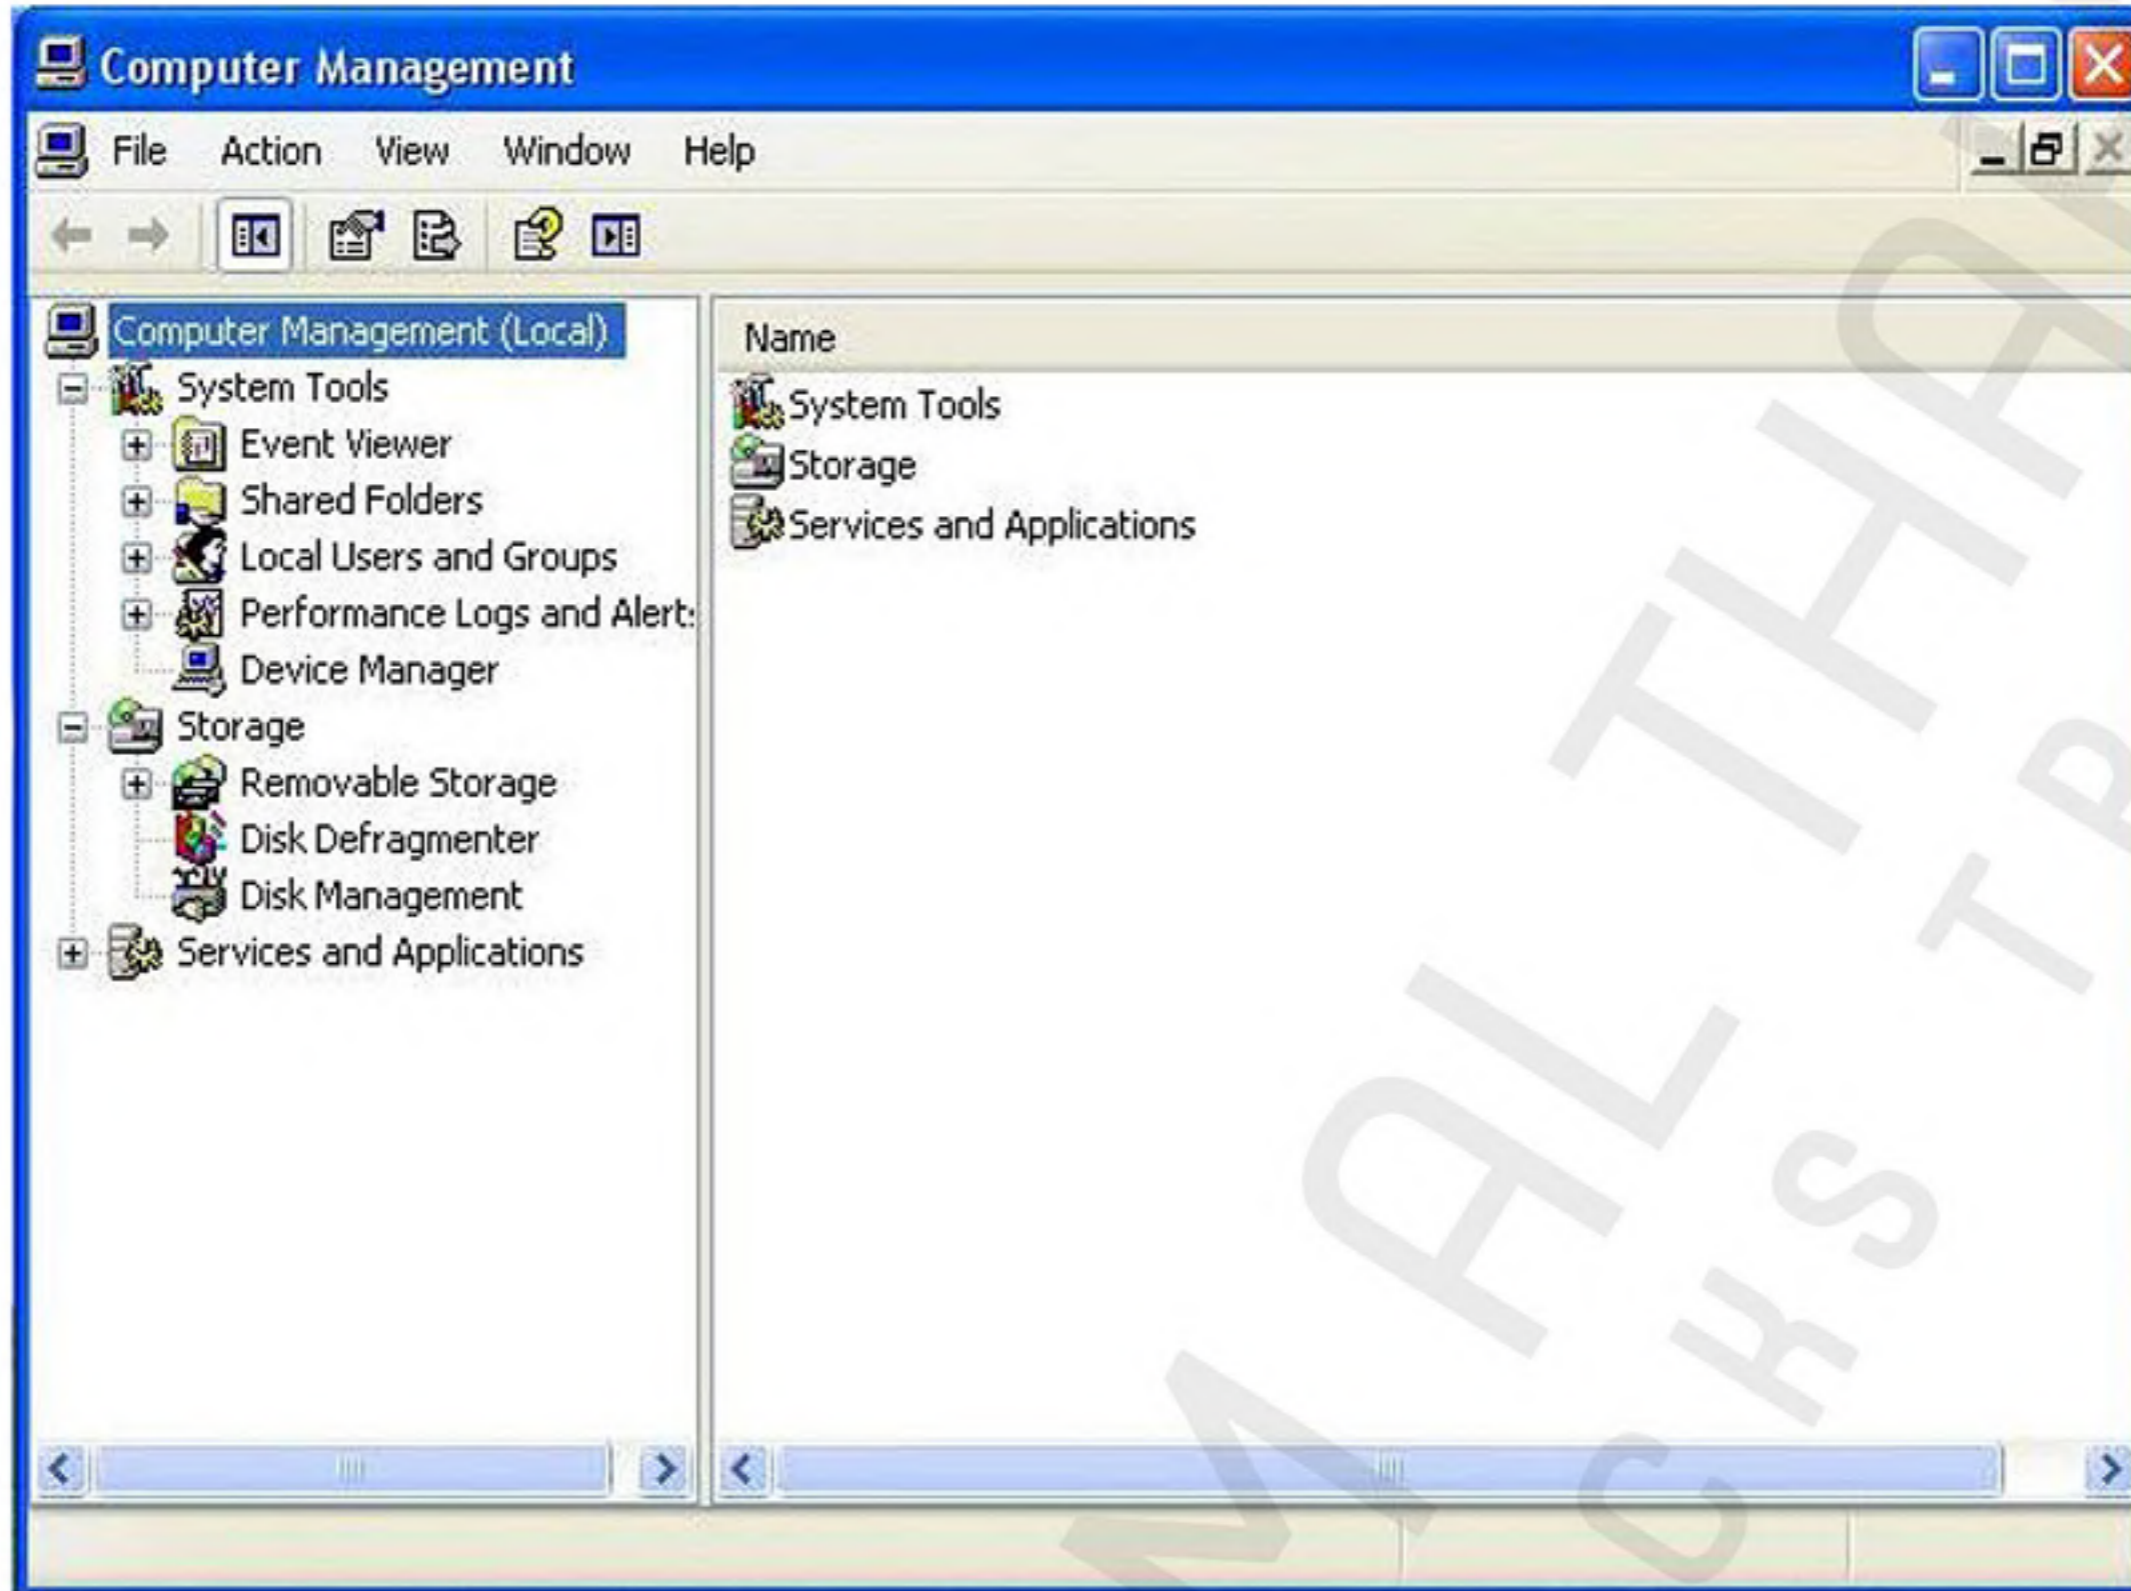 Computer Management
File Action View Window Help
Computer Management (Local)
System Tools
Event Viewer
Shared Folders
Local Users and Groups
Performance Logs and Alerts
Device Manager
Storage
Removable Storage
Disk Defragmenter
Disk Management
Services and Applications
Name
System Tools
Storage
Services and Applications